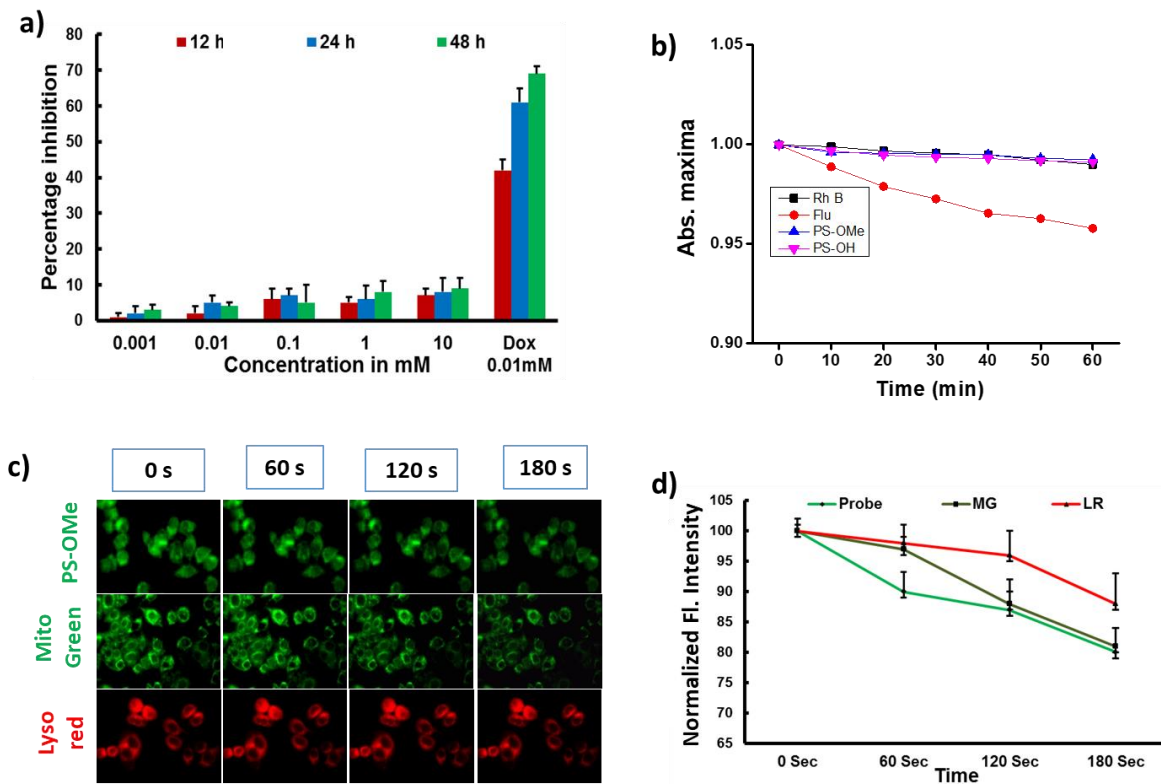 a)
12 h 24 h 48 h
80
70
60
50
40
30
20
10
0
Percentage inhibition
0.001 0.01 0.1 1 10 Dox
0.01mM
Concentration in mM
b)
1.05
1.00
0.95
0.90
Abs. maxima
Rh B
Flu
PS-OMe
PS-OH
0 10 20 30 40 50 60
Time (min)
c)
0 s 60 s 120 s 180 s
PS-OMe
Mito
Green
Lyso
red
d)
Probe MG LR
105
100
95
90
85
80
75
70
65
Normalized Fl. Intensity
0 Sec 60 Sec 120 Sec 180 Sec
Time